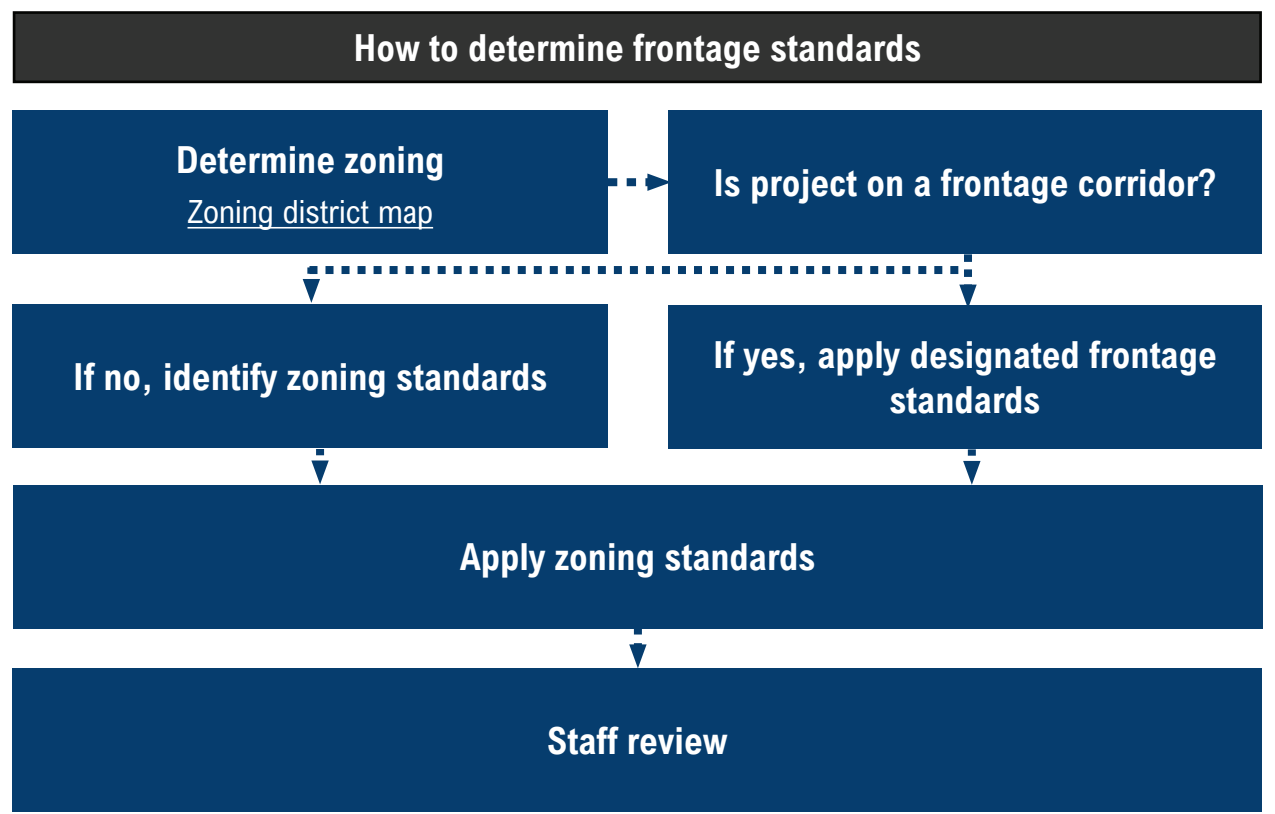 How to determine frontage standards
Determine zoning
Zoning district map
Is project on a frontage corridor?
If no, identify zoning standards
If yes, apply designated frontage
standards
Apply zoning standards
Staff review